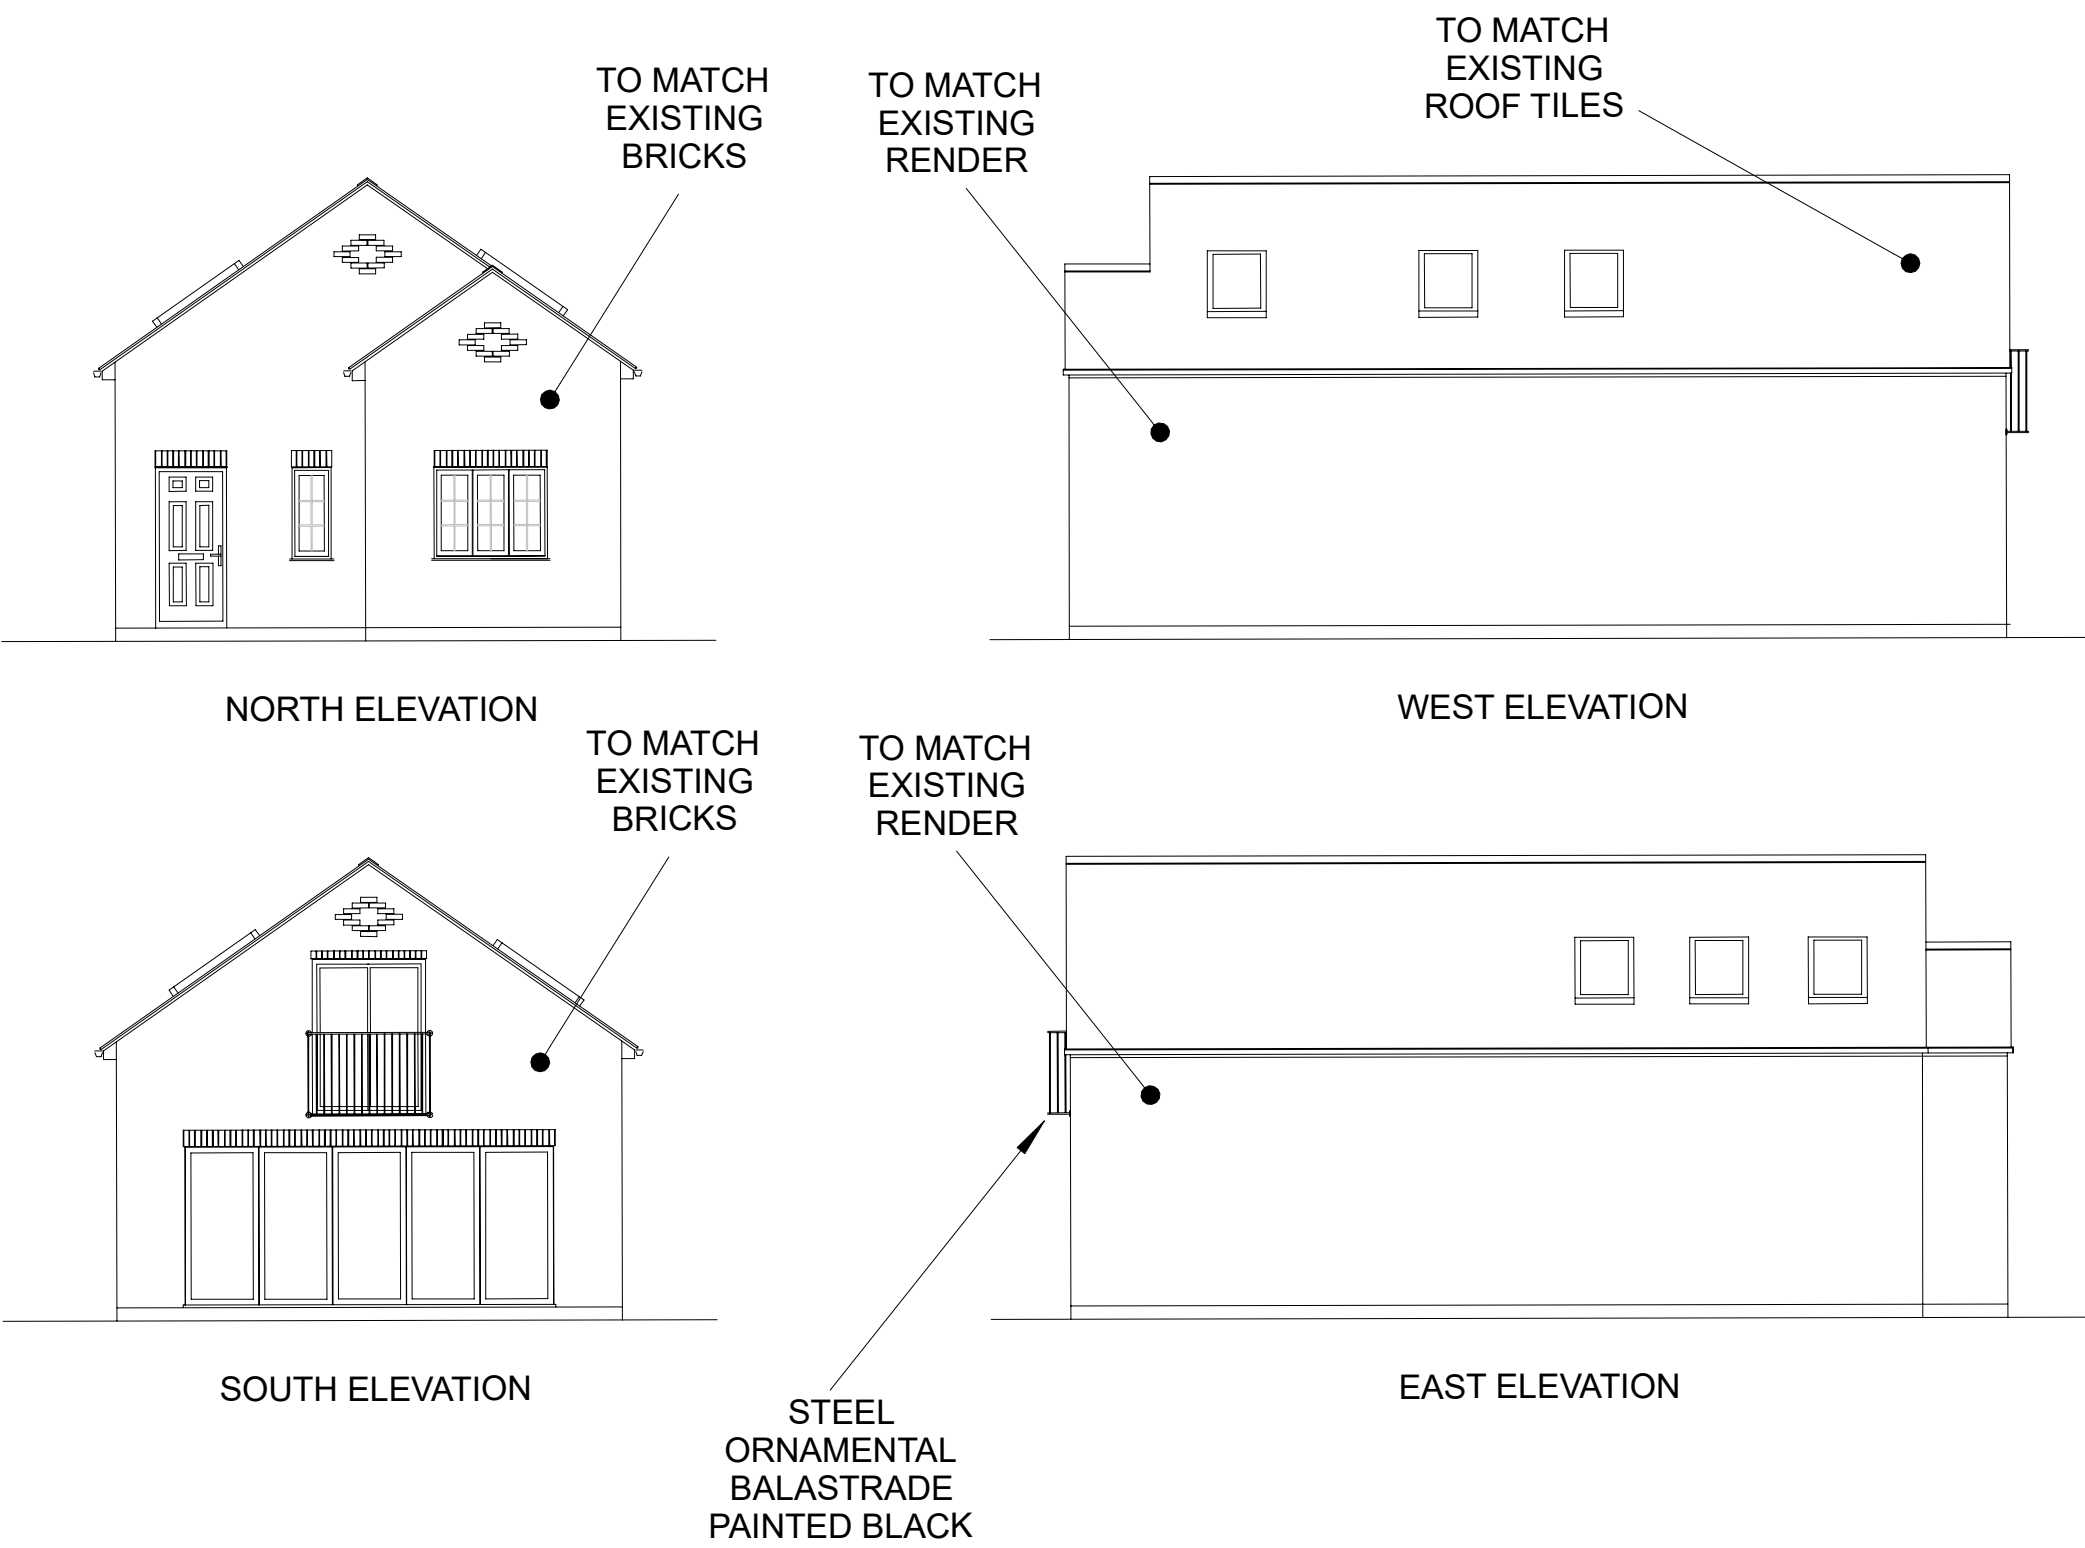 TO MATCH
EXISTING
BRICKS
TO MATCH
EXISTING
RENDER
TO MATCH
EXISTING
ROOF TILES
NORTH ELEVATION
WEST ELEVATION
TO MATCH
EXISTING
BRICKS
TO MATCH
EXISTING
RENDER
SOUTH ELEVATION
EAST ELEVATION
STEEL
ORNAMENTAL
BALASTRADE
PAINTED BLACK